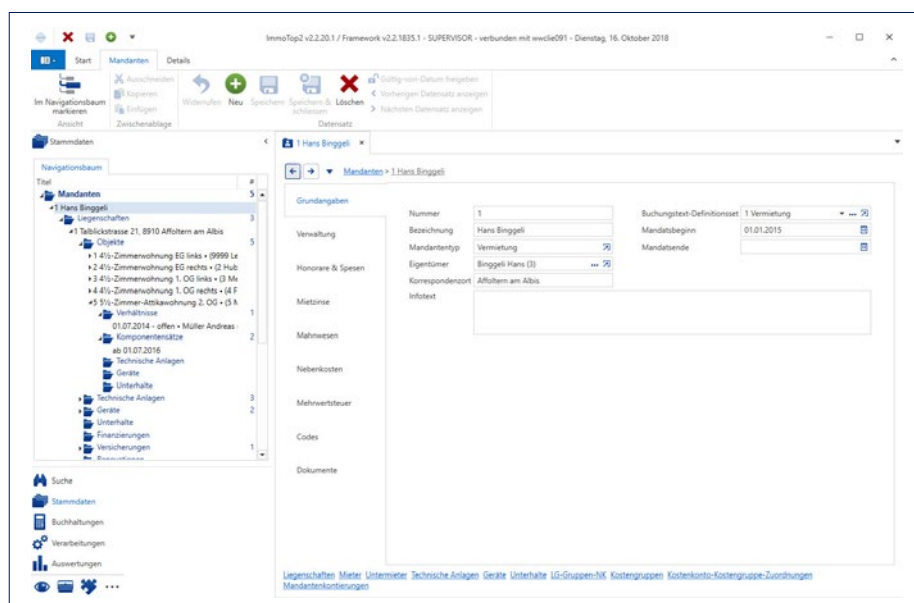 ImmoTop2 v2.2.20.1 / Framework v2.2.1835.1 - SUPERVISOR - verbunden mit wwclie091 - Dienstag, 16. Oktober 2018
Start Mandanten Details
Im Navigationsbaum markieren
Ansicht
Ausschneiden
Kopieren
Einfügen
Zwischenablage
Widerrufen Neu Speichern Speichern & schliessen Löschen
Gültig-von-Datum freigeben
Vorherigen Datensatz anzeigen
Nächsten Datensatz anzeigen
Datensatz
Stammdaten
Navigationsbaum
Titel #
Mandanten 5
1 Hans Binggeli
Liegenschaften 3
1 Talblickstrasse 21, 8910 Affoltern am Albis
Objekte 5
1 4½-Zimmerwohnung EG links • (9999 Le
2 4½-Zimmerwohnung EG rechts • (2 Hub
3 4½-Zimmerwohnung 1. OG links • (3 Me
4 4½-Zimmerwohnung 1. OG rechts • (4 F
5 5½-Zimmer-Attikawohnung 2. OG • (5 M
Verhältnisse 1
01.07.2014 - offen • Müller Andreas
Komponentensätze 2
ab 01.07.2016
Technische Anlagen
Geräte
Unterhalte
Technische Anlagen 3
Geräte 2
Unterhalte
Finanzierungen
Versicherungen 1
Suche
Stammdaten
Buchhaltungen
Verarbeitungen
Auswertungen
1 Hans Binggeli
Mandanten > 1 Hans Binggeli
Grundangaben
Verwaltung
Honorare & Spesen
Mietzinse
Mahnwesen
Nebenkosten
Mehrwertsteuer
Codes
Dokumente
Nummer 1
Bezeichnung Hans Binggeli
Mandantentyp Vermietung
Eigentümer Binggeli Hans (3)
Korrespondenzort Affoltern am Albis
Infotext
Buchungstext-Definitionsset 1 Vermietung
Mandatsbeginn 01.01.2015
Mandatsende
Liegenschaften Mieter Untermieter Technische Anlagen Geräte Unterhalte LG-Gruppen-NK Kostengruppen Kostenkonto-Kostengruppe-Zuordnungen
Mandantenkontierungen